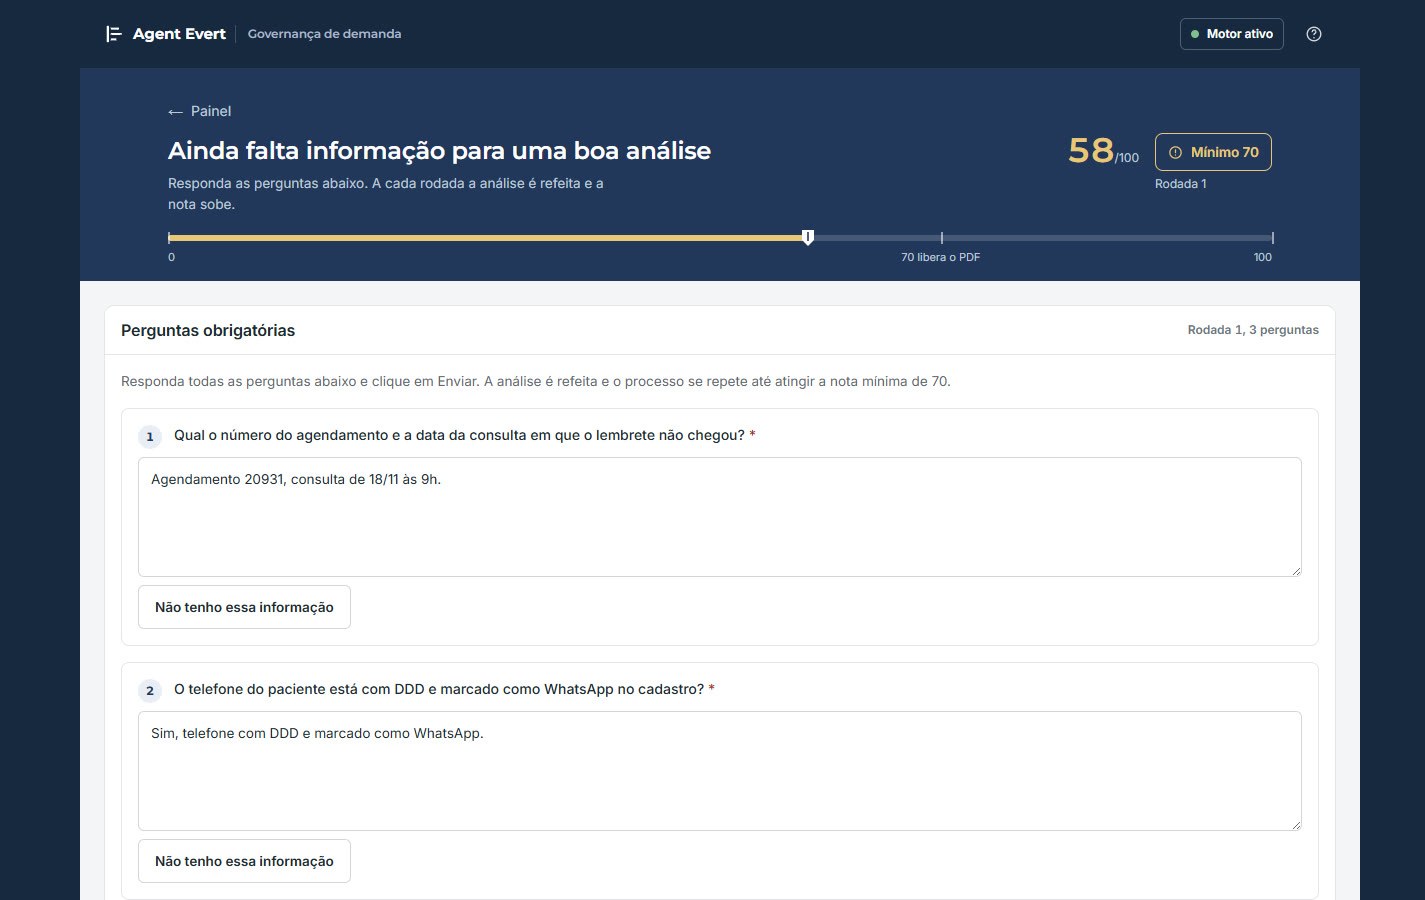 Agent Evert
Governança de demanda
Motor ativo
← Painel
Ainda falta informação para uma boa análise
58/100
Mínimo 70
Responda as perguntas abaixo. A cada rodada a análise é refeita e a
nota sobe.
Rodada 1
0
70 libera o PDF
100
Perguntas obrigatórias
Rodada 1, 3 perguntas
Responda todas as perguntas abaixo e clique em Enviar. A análise é refeita e o processo se repete até atingir a nota mínima de 70.
1 Qual o número do agendamento e a data da consulta em que o lembrete não chegou? *
Agendamento 20931, consulta de 18/11 às 9h.
Não tenho essa informação
2 O telefone do paciente está com DDD e marcado como WhatsApp no cadastro? *
Sim, telefone com DDD e marcado como WhatsApp.
Não tenho essa informação